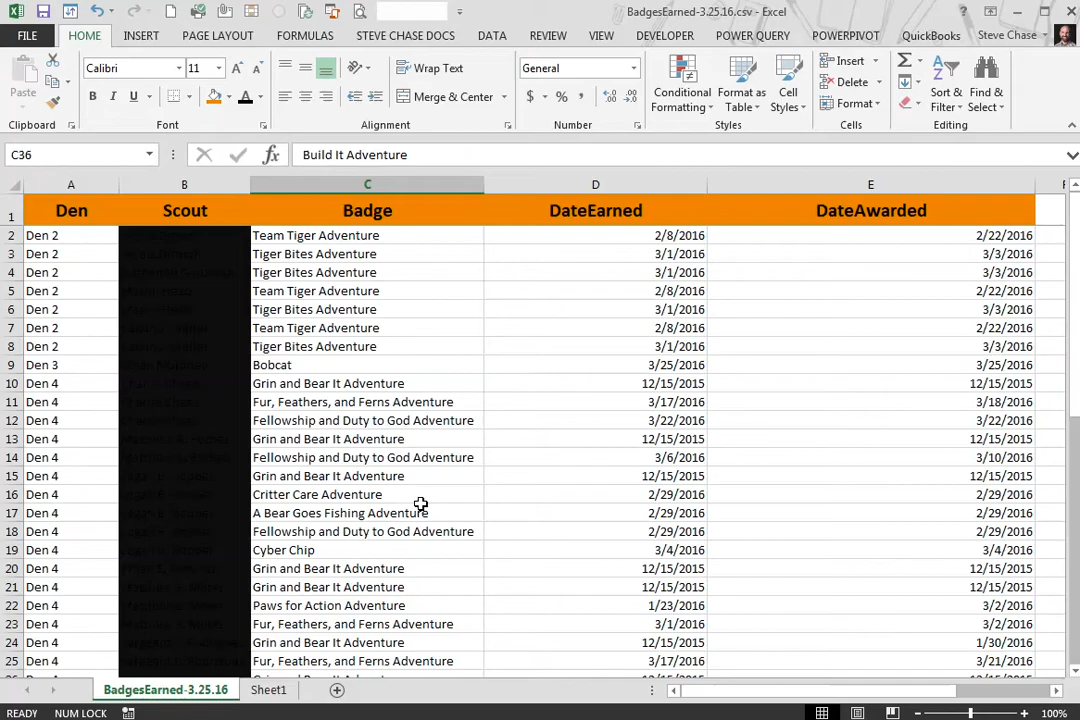 BadgesEarned-3.25.16.csv - Excel
FILE HOME INSERT PAGE LAYOUT FORMULAS STEVE CHASE DOCS DATA REVIEW VIEW DEVELOPER POWER QUERY POWERPIVOT QuickBooks Steve Chase
Paste
Calibri 11
B I U
Wrap Text
Merge & Center
General
$ % ,
Conditional Formatting
Format as Table
Cell Styles
Insert
Delete
Format
Sort & Filter
Find & Select
Clipboard Font Alignment Number Styles Cells Editing
C36 fx Build It Adventure
A B C D E F
1 Den Scout Badge DateEarned DateAwarded
2 Den 2 Team Tiger Adventure 2/8/2016 2/22/2016
3 Den 2 Tiger Bites Adventure 3/1/2016 3/3/2016
4 Den 2 Tiger Bites Adventure 3/1/2016 3/3/2016
5 Den 2 Team Tiger Adventure 2/8/2016 2/22/2016
6 Den 2 Tiger Bites Adventure 3/1/2016 3/3/2016
7 Den 2 Team Tiger Adventure 2/8/2016 2/22/2016
8 Den 2 Tiger Bites Adventure 3/1/2016 3/3/2016
9 Den 3 Bobcat 3/25/2016 3/25/2016
10 Den 4 Grin and Bear It Adventure 12/15/2015 12/15/2015
11 Den 4 Fur, Feathers, and Ferns Adventure 3/17/2016 3/18/2016
12 Den 4 Fellowship and Duty to God Adventure 3/22/2016 3/22/2016
13 Den 4 Grin and Bear It Adventure 12/15/2015 12/15/2015
14 Den 4 Fellowship and Duty to God Adventure 3/6/2016 3/10/2016
15 Den 4 Grin and Bear It Adventure 12/15/2015 12/15/2015
16 Den 4 Critter Care Adventure 2/29/2016 2/29/2016
17 Den 4 A Bear Goes Fishing Adventure 2/29/2016 2/29/2016
18 Den 4 Fellowship and Duty to God Adventure 2/29/2016 2/29/2016
19 Den 4 Cyber Chip 3/4/2016 3/4/2016
20 Den 4 Grin and Bear It Adventure 12/15/2015 12/15/2015
21 Den 4 Grin and Bear It Adventure 12/15/2015 12/15/2015
22 Den 4 Paws for Action Adventure 1/23/2016 3/2/2016
23 Den 4 Fur, Feathers, and Ferns Adventure 3/1/2016 3/2/2016
24 Den 4 Grin and Bear It Adventure 12/15/2015 1/30/2016
25 Den 4 Fur, Feathers, and Ferns Adventure 3/17/2016 3/21/2016
BadgesEarned-3.25.16 Sheet1
READY NUM LOCK 100%